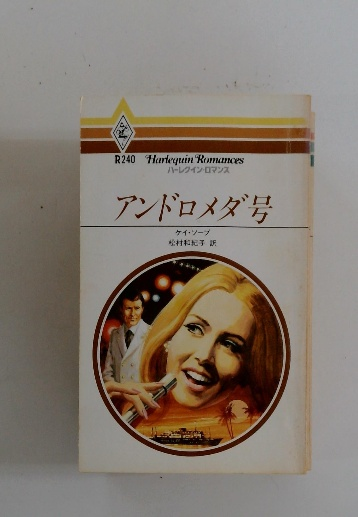 R240 Harlequin Romances
ハーレクイン・ロマンス
アンドロメダ号
ケイ・ソープ
松村和紀子 訳